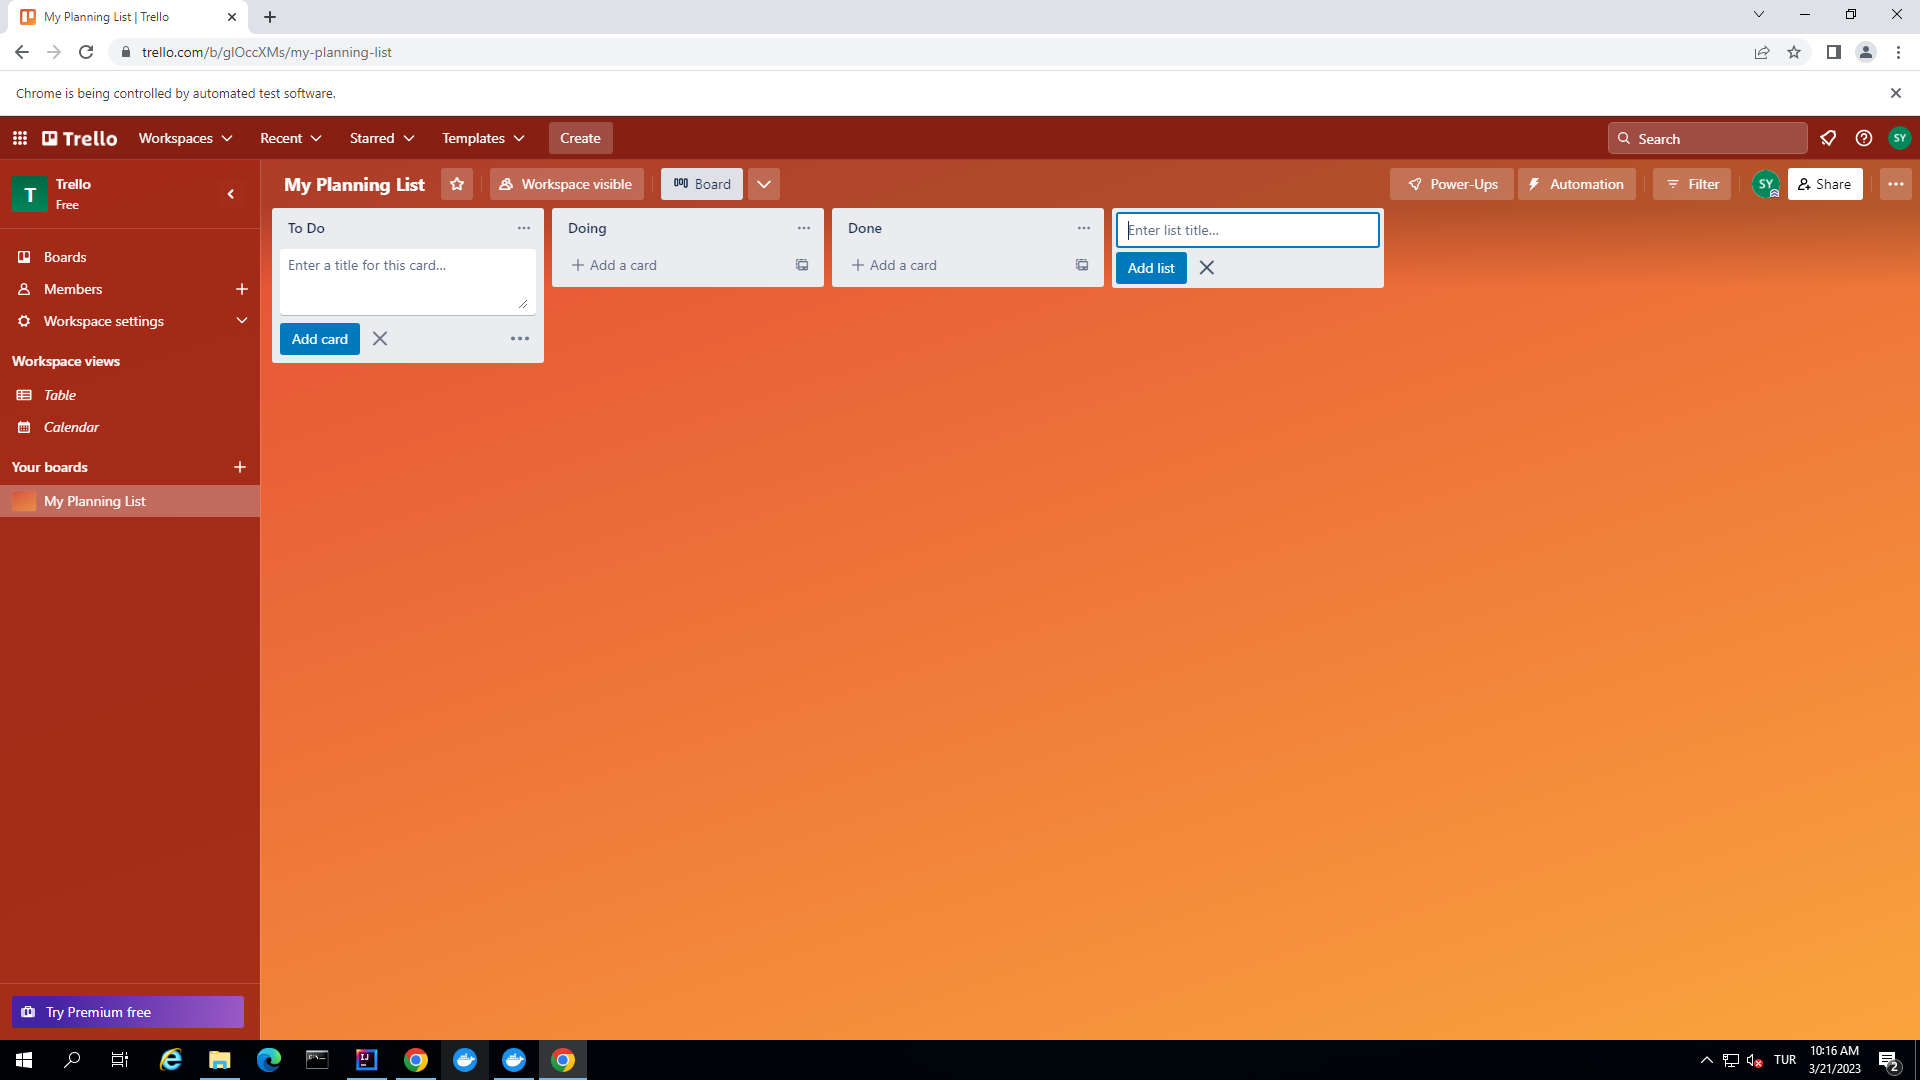 My Planning List | Trello
trello.com/b/glOccXMs/my-planning-list
Chrome is being controlled by automated test software.
Trello
Workspaces
Recent
Starred
Templates
Create
Search
SY
T
Trello
Free
My Planning List
Workspace visible
Board
Power-Ups
Automation
Filter
SY
Share
Boards
Members
Workspace settings
Workspace views
Table
Calendar
Your boards
My Planning List
To Do
Enter a title for this card...
Add card
Doing
Add a card
Done
Add a card
Enter list title...
Add list
Try Premium free
TUR
10:16 AM
3/21/2023
2